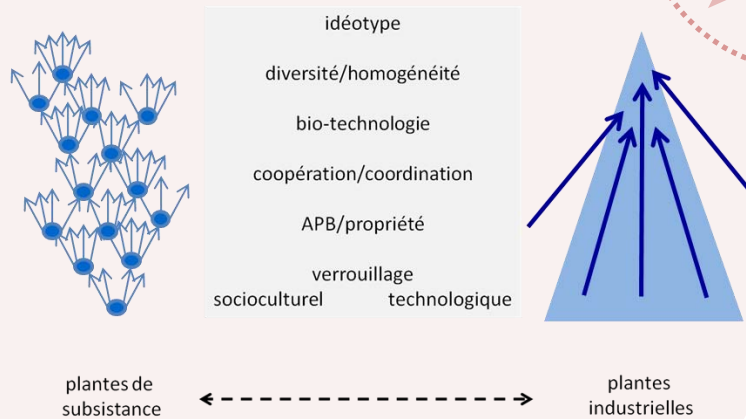 idéotype
diversité/homogénéité
bio-technologie
coopération/coordination
APB/propriété
verrouillage
socioculturel technologique
plantes de
subsistance
plantes
industrielles